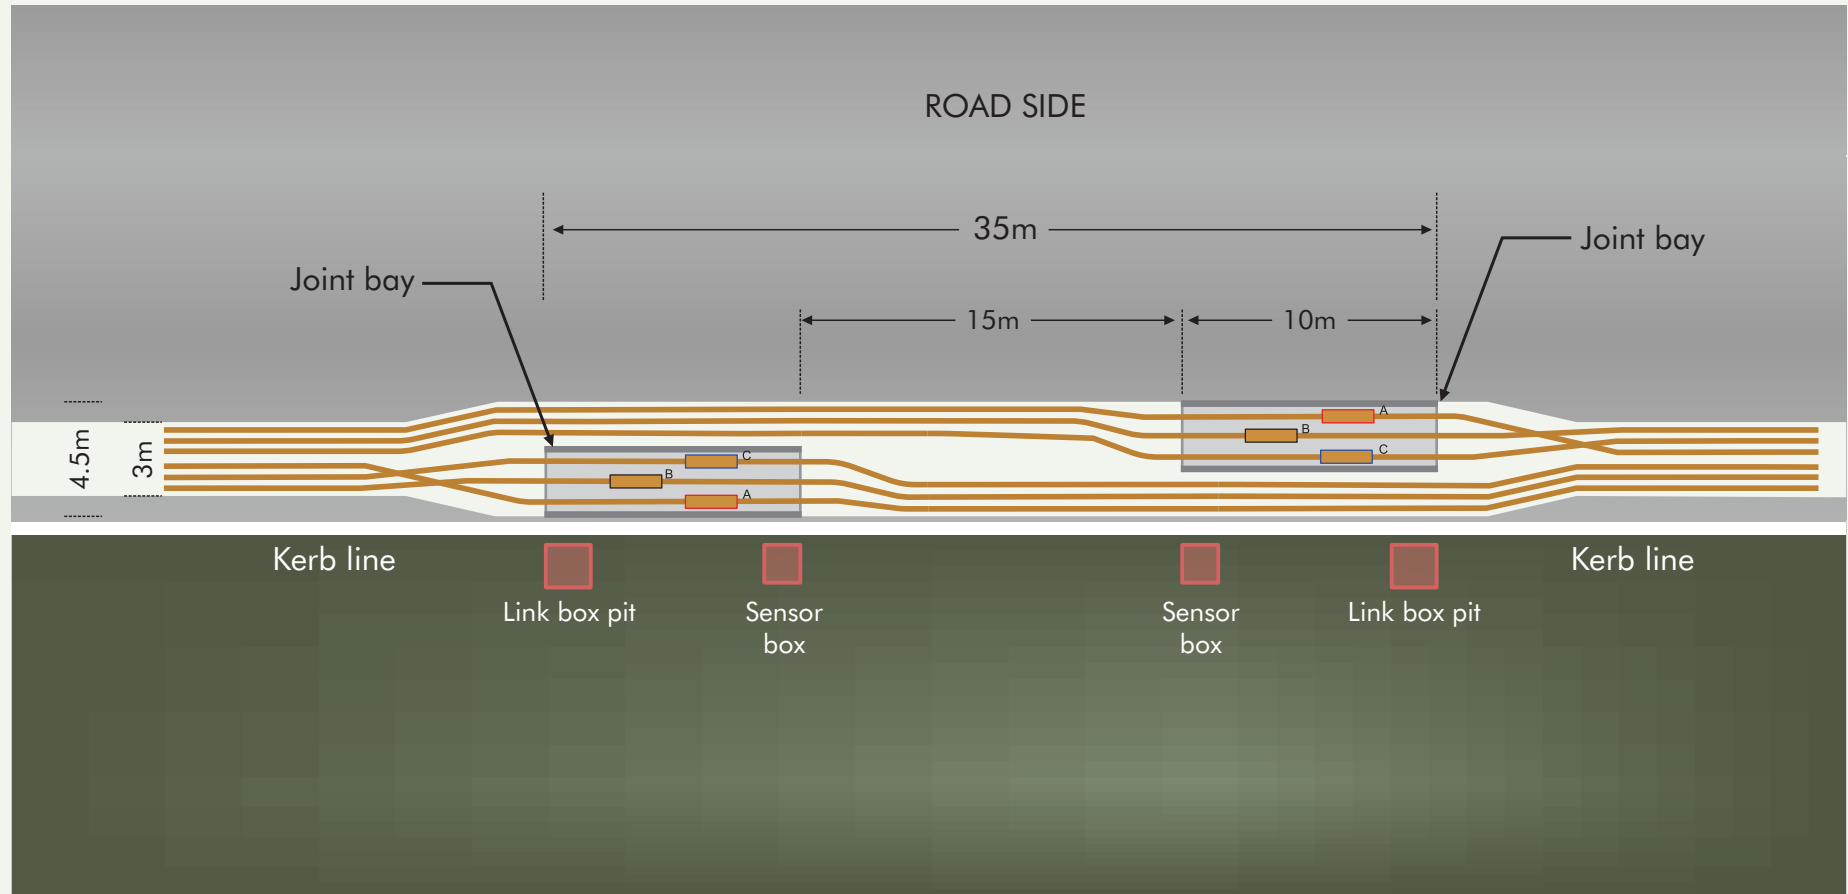 ROAD SIDE
35m
Joint bay
Joint bay
15m
10m
4.5m
3m
A
B
C
C
B
A
Kerb line
Kerb line
Link box pit
Sensor
box
Sensor
box
Link box pit